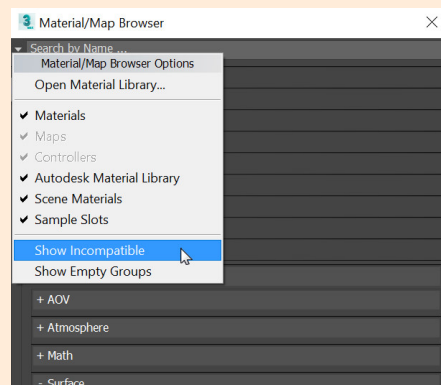 Material/Map Browser
Search by Name ...
Material/Map Browser Options
Open Material Library...
Materials
Maps
Controllers
Autodesk Material Library
Scene Materials
Sample Slots
Show Incompatible
Show Empty Groups
+ AOV
+ Atmosphere
+ Math
- Surface